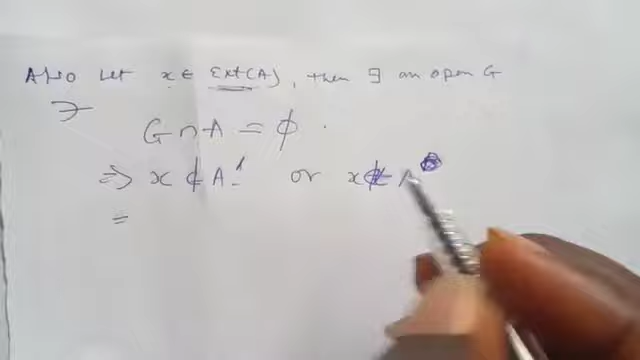 Also Let x ∈ Ext(A), then ∃ an open G
∋
G ∩ A = ϕ .
⇒ x ∉ A' or x ∉ A
=